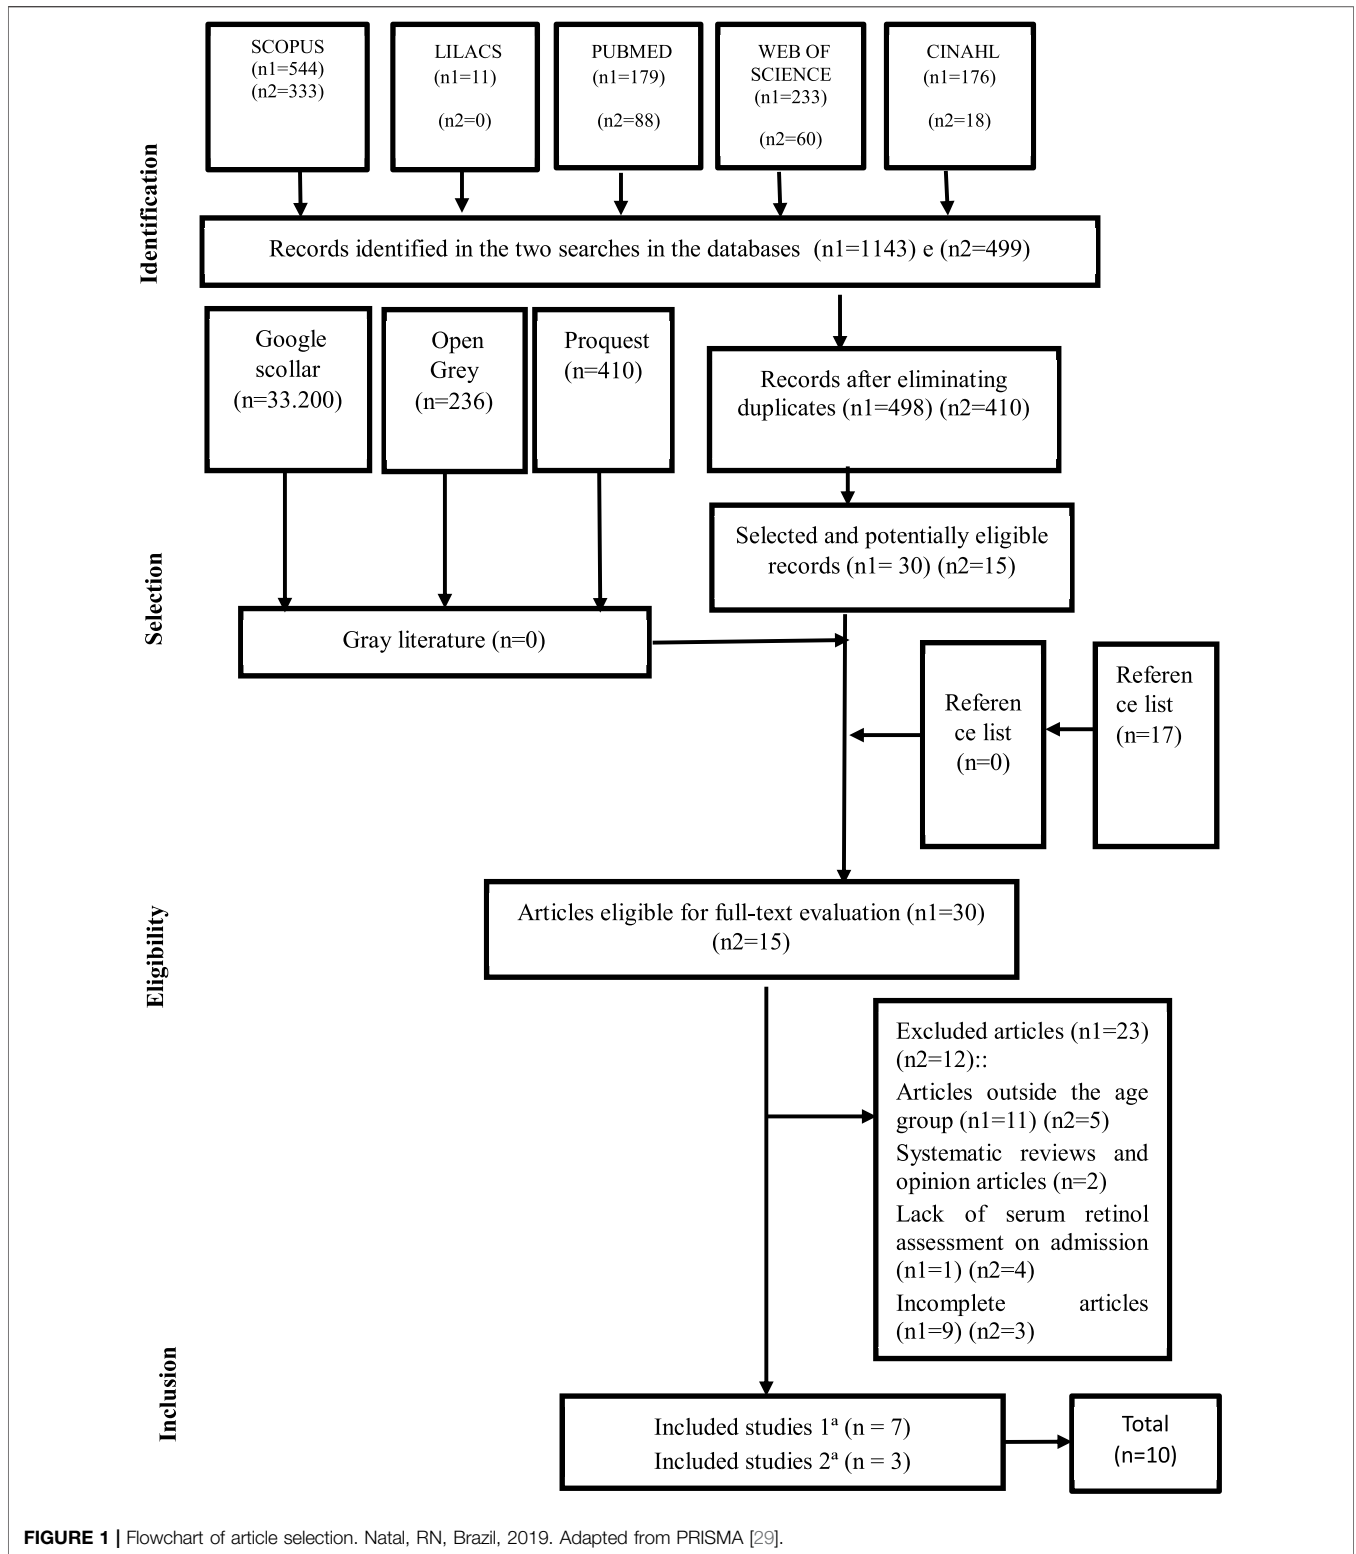 SCOPUS
(n1=544)
(n2=333)
LILACS
(n1=11)
(n2=0)
PUBMED
(n1=179)
(n2=88)
WEB OF
SCIENCE
(n1=233)
(n2=60)
CINAHL
(n1=176)
(n2=18)
Identification
Records identified in the two searches in the databases (n1=1143) e (n2=499)
Google
scollar
(n=33.200)
Open
Grey
(n=236)
Proquest
(n=410)
Records after eliminating
duplicates (n1=498) (n2=410)
Selected and potentially eligible
records (n1= 30) (n2=15)
Selection
Gray literature (n=0)
Referen
ce list
(n=0)
Referen
ce list
(n=17)
Eligibility
Articles eligible for full-text evaluation (n1=30)
(n2=15)
Excluded articles (n1=23)
(n2=12)::
Articles outside the age
group (n1=11) (n2=5)
Systematic reviews and
opinion articles (n=2)
Lack of serum retinol
assessment on admission
(n1=1) (n2=4)
Incomplete articles
(n1=9) (n2=3)
Inclusion
Included studies 1ª (n = 7)
Included studies 2ª (n = 3)
Total
(n=10)
FIGURE 1 | Flowchart of article selection. Natal, RN, Brazil, 2019. Adapted from PRISMA [29].